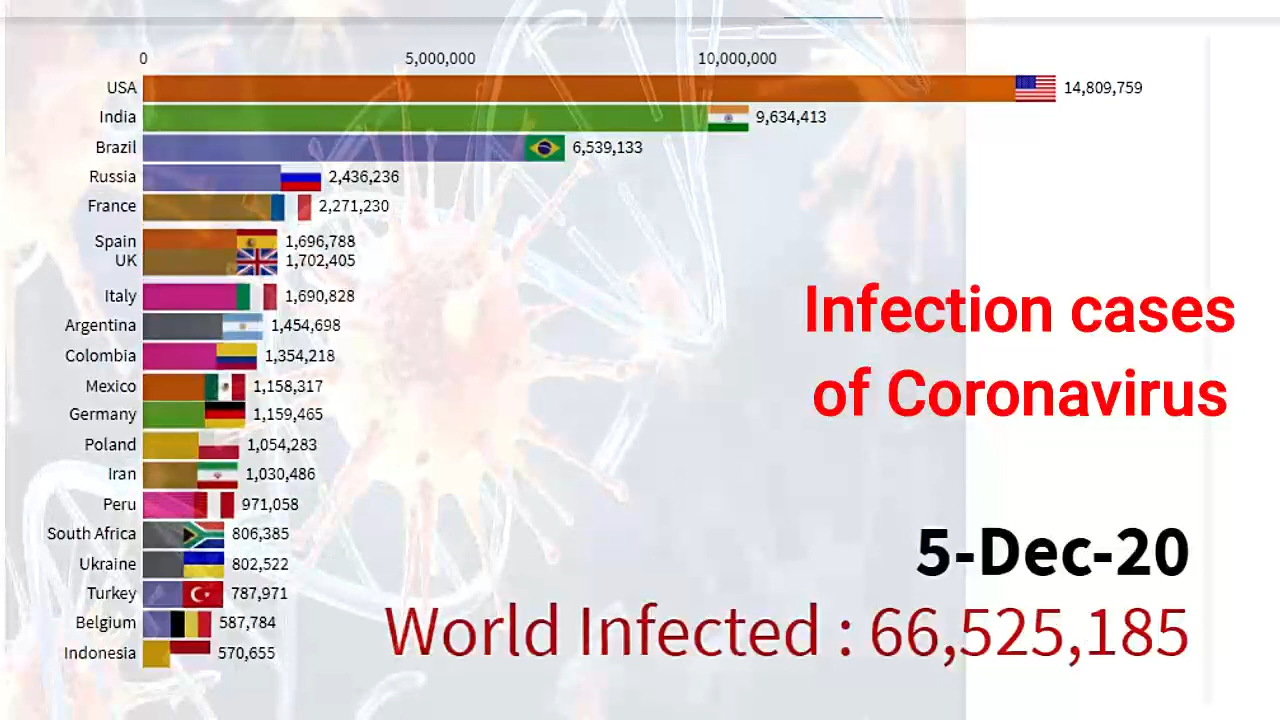 0 5,000,000 10,000,000
USA 14,809,759
India 9,634,413
Brazil 6,539,133
Russia 2,436,236
France 2,271,230
Spain 1,696,788
UK 1,702,405
Italy 1,690,828
Argentina 1,454,698
Colombia 1,354,218
Mexico 1,158,317
Germany 1,159,465
Poland 1,054,283
Iran 1,030,486
Peru 971,058
South Africa 806,385
Ukraine 802,522
Turkey 787,971
Belgium 587,784
Indonesia 570,655
Infection cases
of Coronavirus
5-Dec-20
World Infected : 66,525,185